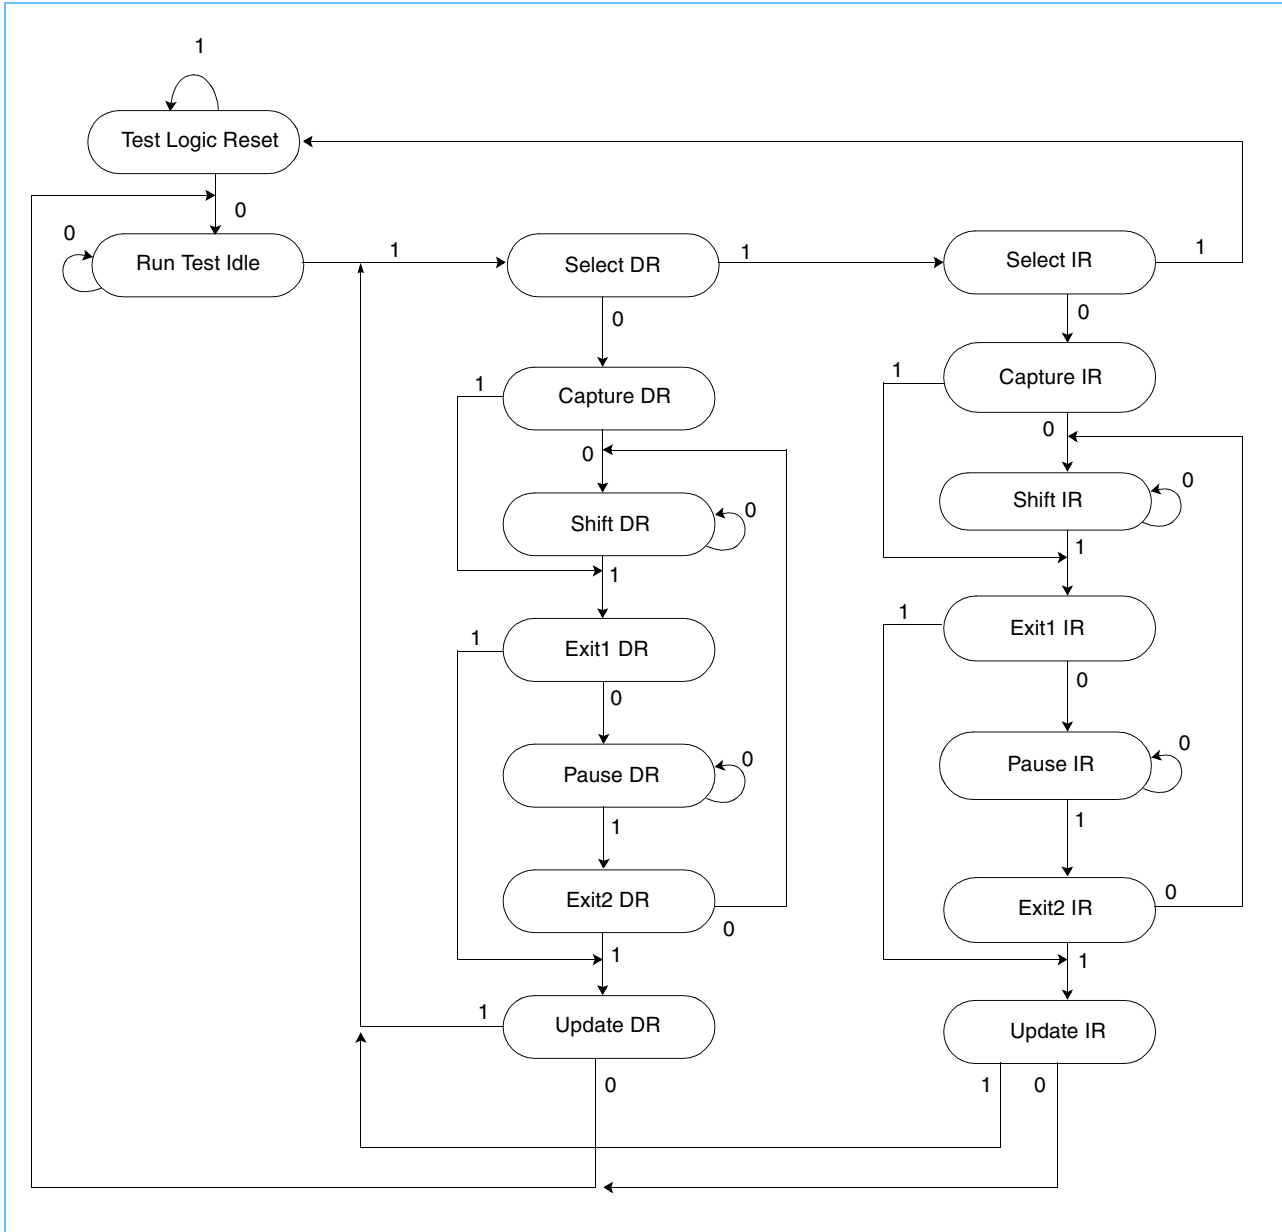 1
Test Logic Reset
0
0
Run Test Idle
1
Select DR
1
Select IR
1
0
0
1
Capture DR
1
Capture IR
0
0
Shift DR
0
Shift IR
0
1
1
1
Exit1 DR
1
Exit1 IR
0
0
Pause DR
0
Pause IR
0
1
1
Exit2 DR
0
Exit2 IR
0
1
1
1
Update DR
Update IR
0
1
0